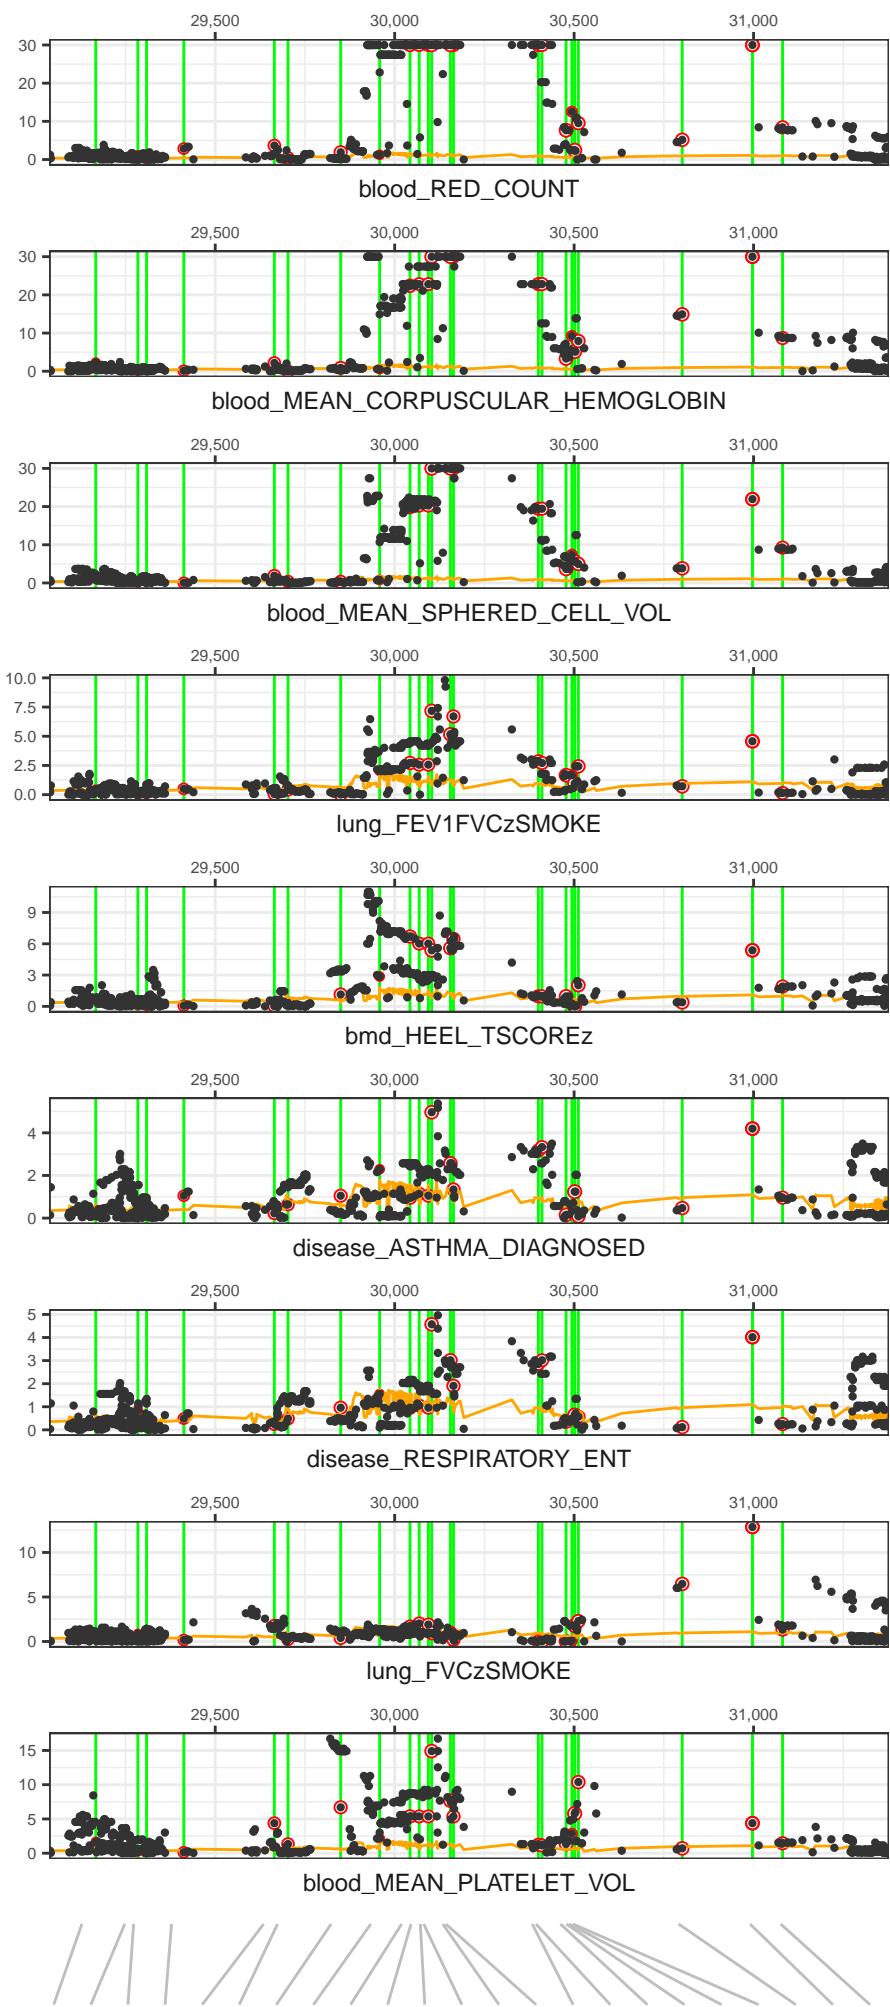 29,500 30,000 30,500 31,000
30
20
10
0
blood_RED_COUNT
29,500 30,000 30,500 31,000
30
20
10
0
blood_MEAN_CORPUSCULAR_HEMOGLOBIN
29,500 30,000 30,500 31,000
30
20
10
0
blood_MEAN_SPHERED_CELL_VOL
29,500 30,000 30,500 31,000
10.0
7.5
5.0
2.5
0.0
lung_FEV1FVCzSMOKE
29,500 30,000 30,500 31,000
9
6
3
0
bmd_HEEL_TSCOREz
29,500 30,000 30,500 31,000
4
2
0
disease_ASTHMA_DIAGNOSED
29,500 30,000 30,500 31,000
5
4
3
2
1
0
disease_RESPIRATORY_ENT
29,500 30,000 30,500 31,000
10
5
0
lung_FVCzSMOKE
29,500 30,000 30,500 31,000
15
10
5
0
blood_MEAN_PLATELET_VOL